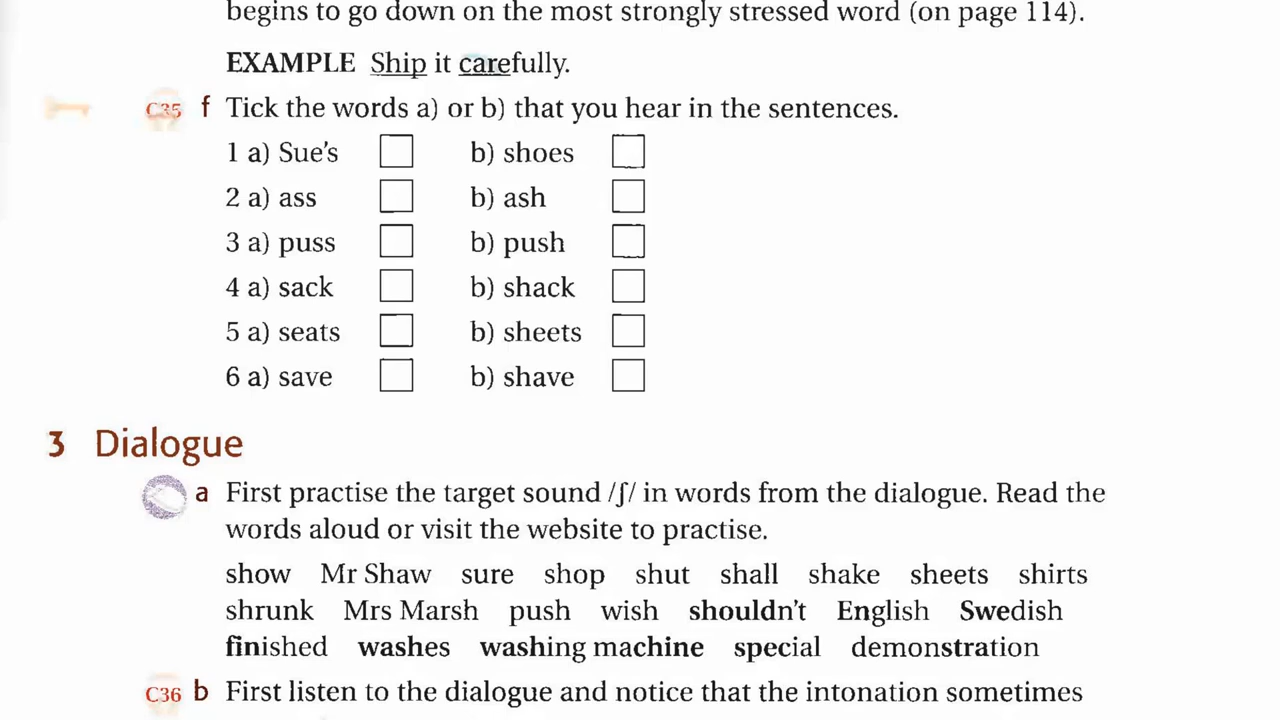 begins to go down on the most strongly stressed word (on page 114).
EXAMPLE Ship it carefully.
C35 f Tick the words a) or b) that you hear in the sentences.
1 a) Sue's b) shoes
2 a) ass b) ash
3 a) puss b) push
4 a) sack b) shack
5 a) seats b) sheets
6 a) save b) shave
3 Dialogue
a First practise the target sound /ʃ/ in words from the dialogue. Read the
words aloud or visit the website to practise.
show Mr Shaw sure shop shut shall shake sheets shirts
shrunk Mrs Marsh push wish shouldn't English Swedish
finished washes washing machine special demonstration
C36 b First listen to the dialogue and notice that the intonation sometimes